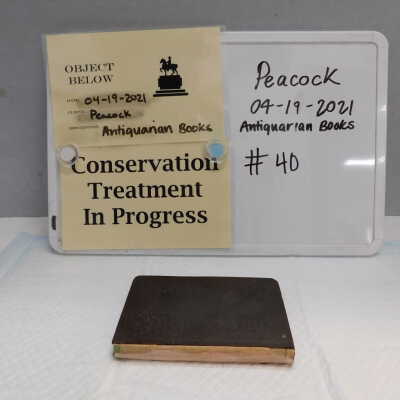 OBJECT
BELOW
DATE: 04-19-2021
Peacock
Antiquarian Books
Conservation
Treatment
In Progress
Peacock
04-19-2021
Antiquarian Books
#40